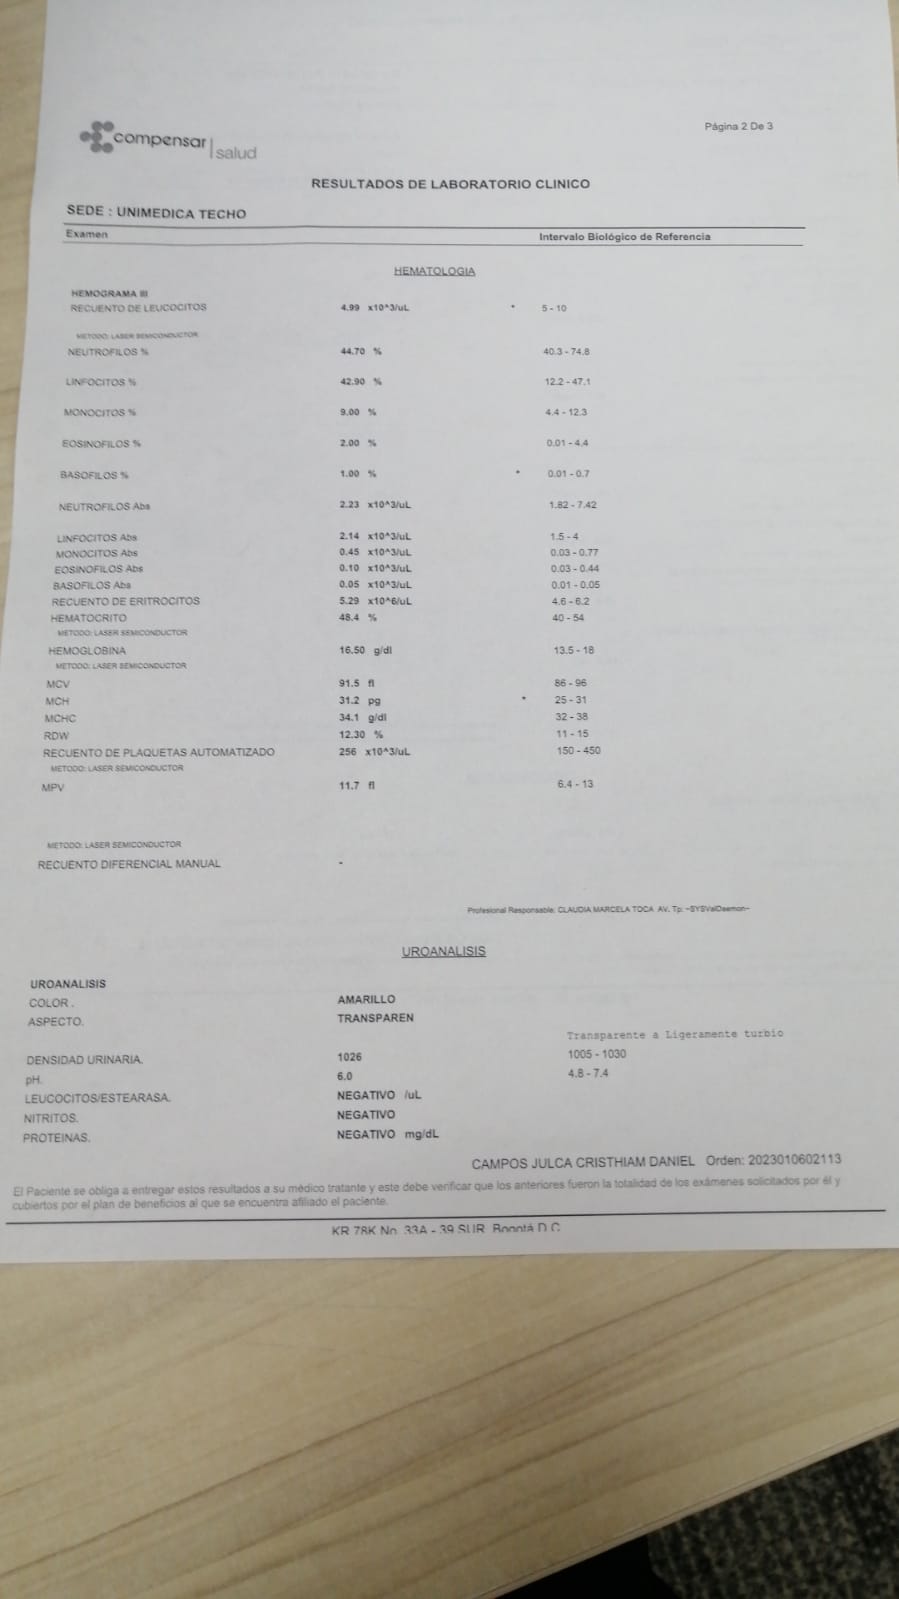 compensar salud
Página 2 De 3
RESULTADOS DE LABORATORIO CLINICO
SEDE : UNIMEDICA TECHO
Examen Intervalo Biológico de Referencia
HEMATOLOGIA
HEMOGRAMA III
RECUENTO DE LEUCOCITOS 4.99 x10^3/uL * 5 - 10
METODO: LASER SEMICONDUCTOR
NEUTROFILOS % 44.70 % 40.3 - 74.8
LINFOCITOS % 42.90 % 12.2 - 47.1
MONOCITOS % 9.00 % 4.4 - 12.3
EOSINOFILOS % 2.00 % 0.01 - 4.4
BASOFILOS % 1.00 % * 0.01 - 0.7
NEUTROFILOS Abs 2.23 x10^3/uL 1.82 - 7.42
LINFOCITOS Abs 2.14 x10^3/uL 1.5 - 4
MONOCITOS Abs 0.45 x10^3/uL 0.03 - 0.77
EOSINOFILOS Abs 0.10 x10^3/uL 0.03 - 0.44
BASOFILOS Abs 0.05 x10^3/uL 0.01 - 0.05
RECUENTO DE ERITROCITOS 5.29 x10^6/uL 4.6 - 6.2
HEMATOCRITO 48.4 % 40 - 54
METODO: LASER SEMICONDUCTOR
HEMOGLOBINA 16.50 g/dl 13.5 - 18
METODO: LASER SEMICONDUCTOR
MCV 91.5 fl 86 - 96
MCH 31.2 pg * 25 - 31
MCHC 34.1 g/dl 32 - 38
RDW 12.30 % 11 - 15
RECUENTO DE PLAQUETAS AUTOMATIZADO 256 x10^3/uL 150 - 450
METODO: LASER SEMICONDUCTOR
MPV 11.7 fl 6.4 - 13
METODO: LASER SEMICONDUCTOR
RECUENTO DIFERENCIAL MANUAL -
Profesional Responsable: CLAUDIA MARCELA TOCA AV. Tp: ~SYSValDaemon~
UROANALISIS
UROANALISIS
COLOR . AMARILLO
ASPECTO. TRANSPAREN
Transparente a Ligeramente turbio
DENSIDAD URINARIA. 1026 1005 - 1030
pH. 6.0 4.8 - 7.4
LEUCOCITOS/ESTEARASA. NEGATIVO /uL
NITRITOS. NEGATIVO
PROTEINAS. NEGATIVO mg/dL
CAMPOS JULCA CRISTHIAM DANIEL Orden: 2023010602113
El Paciente se obliga a entregar estos resultados a su médico tratante y este debe verificar que los anteriores fueron la totalidad de los exámenes solicitados por él y
cubiertos por el plan de beneficios al que se encuentra afiliado el paciente.
KR 78K No. 33A - 39 SUR Bogotá D.C